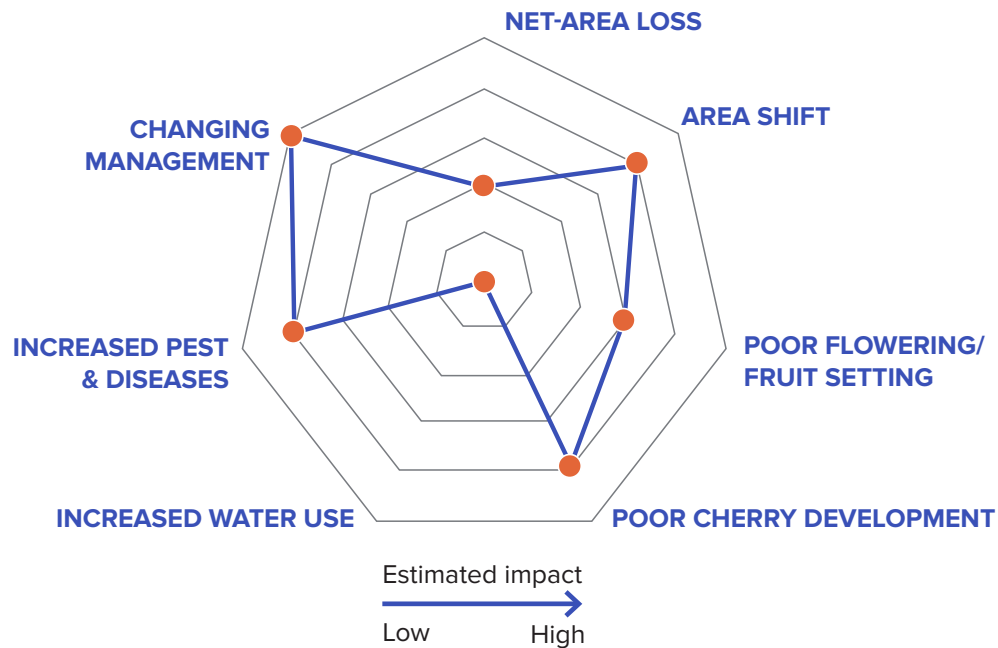 NET-AREA LOSS
AREA SHIFT
CHANGING
MANAGEMENT
INCREASED PEST
& DISEASES
POOR FLOWERING/
FRUIT SETTING
INCREASED WATER USE
POOR CHERRY DEVELOPMENT
Estimated impact
Low
High